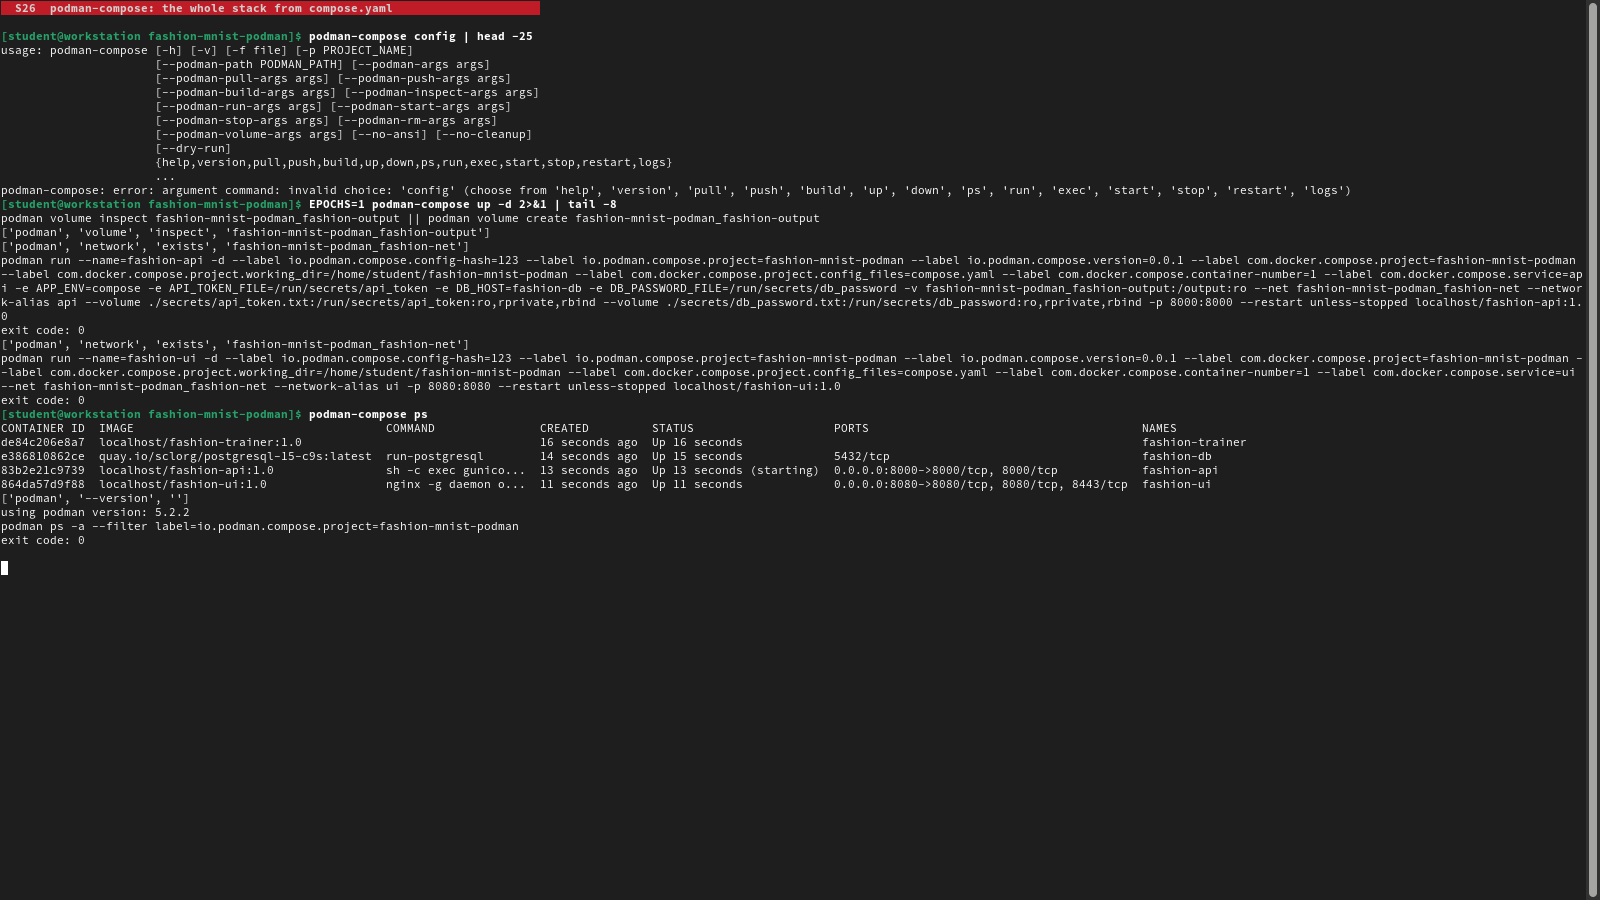 S26  podman-compose: the whole stack from compose.yaml
[student@workstation fashion-mnist-podman]$ podman-compose config | head -25
usage: podman-compose [-h] [-v] [-f file] [-p PROJECT_NAME]
                      [--podman-path PODMAN_PATH] [--podman-args args]
                      [--podman-pull-args args] [--podman-push-args args]
                      [--podman-build-args args] [--podman-inspect-args args]
                      [--podman-run-args args] [--podman-start-args args]
                      [--podman-stop-args args] [--podman-rm-args args]
                      [--podman-volume-args args] [--no-ansi] [--no-cleanup]
                      [--dry-run]
                      {help,version,pull,push,build,up,down,ps,run,exec,start,stop,restart,logs}
                      ...
podman-compose: error: argument command: invalid choice: 'config' (choose from 'help', 'version', 'pull', 'push', 'build', 'up', 'down', 'ps', 'run', 'exec', 'start', 'stop', 'restart', 'logs')
[student@workstation fashion-mnist-podman]$ EPOCHS=1 podman-compose up -d 2>&1 | tail -8
podman volume inspect fashion-mnist-podman_fashion-output || podman volume create fashion-mnist-podman_fashion-output
['podman', 'volume', 'inspect', 'fashion-mnist-podman_fashion-output']
['podman', 'network', 'exists', 'fashion-mnist-podman_fashion-net']
podman run --name=fashion-api -d --label io.podman.compose.config-hash=123 --label io.podman.compose.project=fashion-mnist-podman --label io.podman.compose.version=0.0.1 --label com.docker.compose.project=fashion-mnist-podman
--label com.docker.compose.project.working_dir=/home/student/fashion-mnist-podman --label com.docker.compose.project.config_files=compose.yaml --label com.docker.compose.container-number=1 --label com.docker.compose.service=ap
i -e APP_ENV=compose -e API_TOKEN_FILE=/run/secrets/api_token -e DB_HOST=fashion-db -e DB_PASSWORD_FILE=/run/secrets/db_password -v fashion-mnist-podman_fashion-output:/output:ro --net fashion-mnist-podman_fashion-net --networ
k-alias api --volume ./secrets/api_token.txt:/run/secrets/api_token:ro,rprivate,rbind --volume ./secrets/db_password.txt:/run/secrets/db_password:ro,rprivate,rbind -p 8000:8000 --restart unless-stopped localhost/fashion-api:1.
0
exit code: 0
['podman', 'network', 'exists', 'fashion-mnist-podman_fashion-net']
podman run --name=fashion-ui -d --label io.podman.compose.config-hash=123 --label io.podman.compose.project=fashion-mnist-podman --label io.podman.compose.version=0.0.1 --label com.docker.compose.project=fashion-mnist-podman -
-label com.docker.compose.project.working_dir=/home/student/fashion-mnist-podman --label com.docker.compose.project.config_files=compose.yaml --label com.docker.compose.container-number=1 --label com.docker.compose.service=ui
--net fashion-mnist-podman_fashion-net --network-alias ui -p 8080:8080 --restart unless-stopped localhost/fashion-ui:1.0
exit code: 0
[student@workstation fashion-mnist-podman]$ podman-compose ps
CONTAINER ID  IMAGE                                    COMMAND               CREATED         STATUS                    PORTS                                       NAMES
de84c206e8a7  localhost/fashion-trainer:1.0                                  16 seconds ago  Up 16 seconds                                                         fashion-trainer
e386810862ce  quay.io/sclorg/postgresql-15-c9s:latest  run-postgresql        14 seconds ago  Up 15 seconds             5432/tcp                                    fashion-db
83b2e21c9739  localhost/fashion-api:1.0                sh -c exec gunico...  13 seconds ago  Up 13 seconds (starting)  0.0.0.0:8000->8000/tcp, 8000/tcp            fashion-api
864da57d9f88  localhost/fashion-ui:1.0                 nginx -g daemon o...  11 seconds ago  Up 11 seconds             0.0.0.0:8080->8080/tcp, 8080/tcp, 8443/tcp  fashion-ui
['podman', '--version', '']
using podman version: 5.2.2
podman ps -a --filter label=io.podman.compose.project=fashion-mnist-podman
exit code: 0